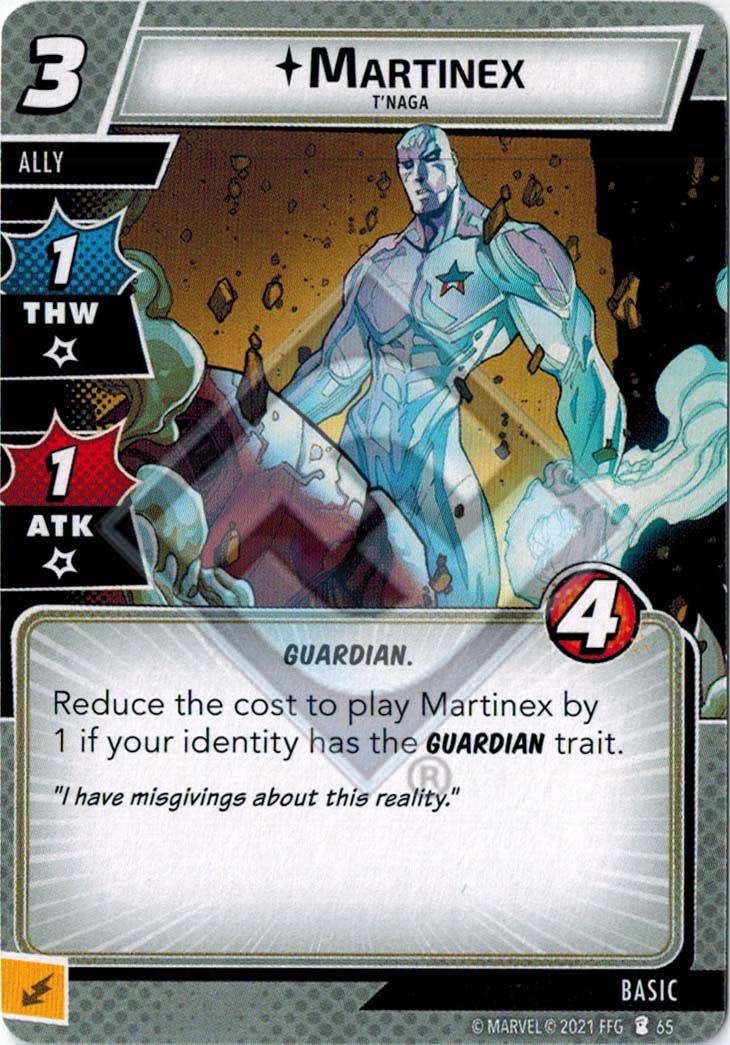 3
MARTINEX
T'NAGA
ALLY
1
THW
1
ATK
4
GUARDIAN.
Reduce the cost to play Martinex by
1 if your identity has the GUARDIAN trait.
"I have misgivings about this reality."
®
BASIC
© MARVEL © 2021 FFG 65